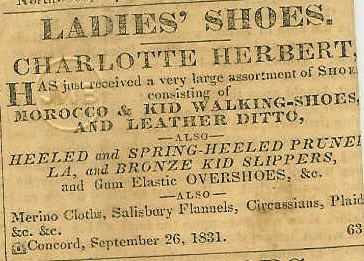 LADIES' SHOES.
CHARLOTTE HERBERT,
HAS just received a very large assortment of SHOE
consisting of
MOROCCO & KID WALKING-SHOES,
AND LEATHER DITTO,
—ALSO—
HEELED and SPRING-HEELED PRUNEL
LA, and BRONZE KID SLIPPERS,
and Gum Elastic OVERSHOES, &c.
—ALSO—
Merino Cloths, Salisbury Flannels, Circassians, Plaid
&c. &c.
Concord, September 26, 1831. 63